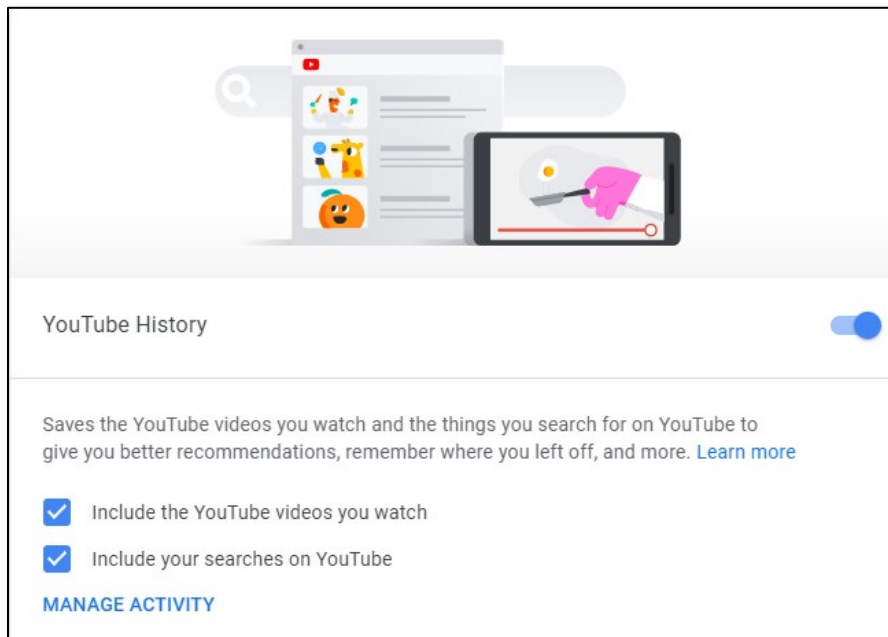 YouTube History
Saves the YouTube videos you watch and the things you search for on YouTube to
give you better recommendations, remember where you left off, and more. Learn more
Include the YouTube videos you watch
Include your searches on YouTube
MANAGE ACTIVITY